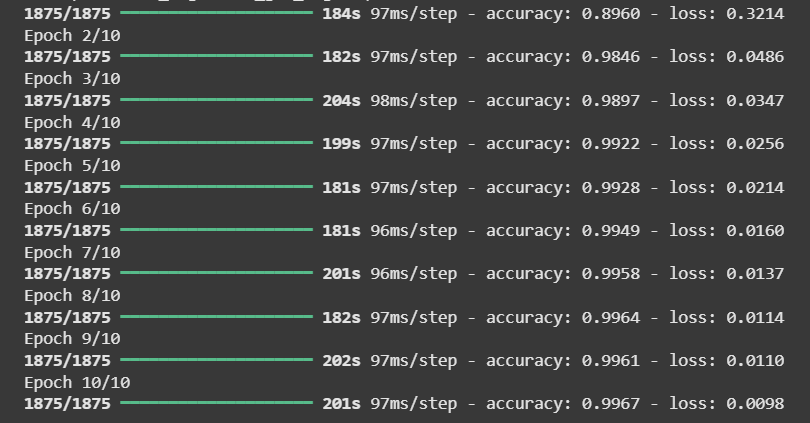 1875/1875 ━━━━━━━━━━━━━━━━━━━━ 184s 97ms/step - accuracy: 0.8960 - loss: 0.3214
Epoch 2/10
1875/1875 ━━━━━━━━━━━━━━━━━━━━ 182s 97ms/step - accuracy: 0.9846 - loss: 0.0486
Epoch 3/10
1875/1875 ━━━━━━━━━━━━━━━━━━━━ 204s 98ms/step - accuracy: 0.9897 - loss: 0.0347
Epoch 4/10
1875/1875 ━━━━━━━━━━━━━━━━━━━━ 199s 97ms/step - accuracy: 0.9922 - loss: 0.0256
Epoch 5/10
1875/1875 ━━━━━━━━━━━━━━━━━━━━ 181s 97ms/step - accuracy: 0.9928 - loss: 0.0214
Epoch 6/10
1875/1875 ━━━━━━━━━━━━━━━━━━━━ 181s 96ms/step - accuracy: 0.9949 - loss: 0.0160
Epoch 7/10
1875/1875 ━━━━━━━━━━━━━━━━━━━━ 201s 96ms/step - accuracy: 0.9958 - loss: 0.0137
Epoch 8/10
1875/1875 ━━━━━━━━━━━━━━━━━━━━ 182s 97ms/step - accuracy: 0.9964 - loss: 0.0114
Epoch 9/10
1875/1875 ━━━━━━━━━━━━━━━━━━━━ 202s 97ms/step - accuracy: 0.9961 - loss: 0.0110
Epoch 10/10
1875/1875 ━━━━━━━━━━━━━━━━━━━━ 201s 97ms/step - accuracy: 0.9967 - loss: 0.0098